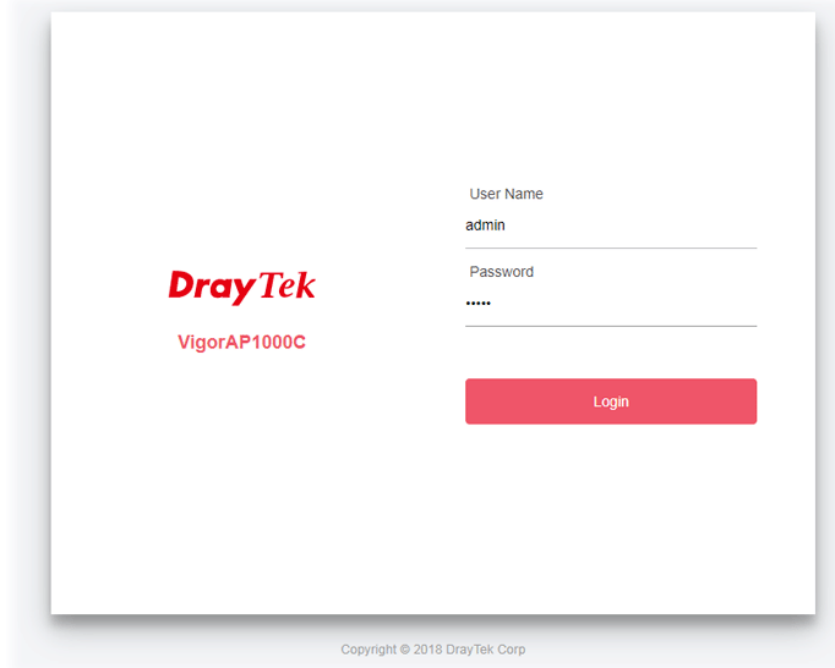 User Name
admin
Password
•••••
DrayTek
VigorAP1000C
Login
Copyright © 2018 DrayTek Corp